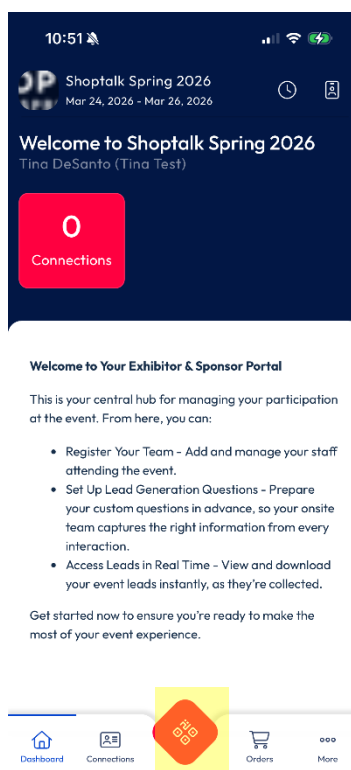 10:51
Shoptalk Spring 2026
Mar 24, 2026 - Mar 26, 2026
Welcome to Shoptalk Spring 2026
Tina DeSanto (Tina Test)
0
Connections
Welcome to Your Exhibitor & Sponsor Portal
This is your central hub for managing your participation
at the event. From here, you can:
• Register Your Team - Add and manage your staff
attending the event.
• Set Up Lead Generation Questions - Prepare
your custom questions in advance, so your onsite
team captures the right information from every
interaction.
• Access Leads in Real Time - View and download
your event leads instantly, as they're collected.
Get started now to ensure you're ready to make the
most of your event experience.
Dashboard Connections Orders More